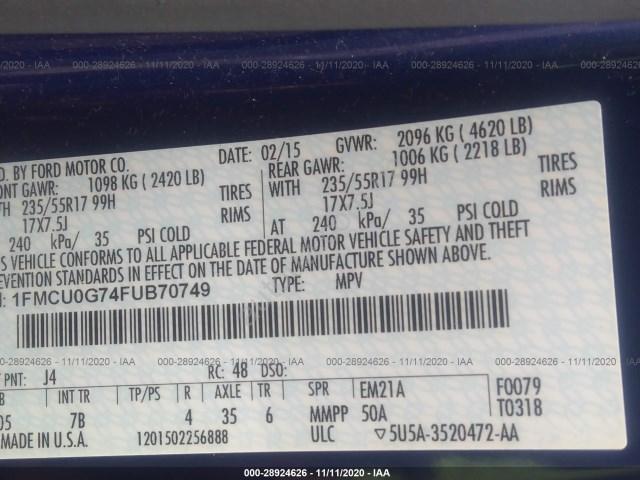 000-28924626 - 11/11/2020 - IAA
D. BY FORD MOTOR CO. DATE: 02/15 GVWR: 2096 KG ( 4620 LB)
ONT GAWR: 1098 KG ( 2420 LB) REAR GAWR: 1006 KG ( 2218 LB)
TH 235/55R17 99H TIRES WITH 235/55R17 99H TIRES
17X7.5J RIMS 17X7.5J RIMS
240 kPa/ 35 PSI COLD AT 240 kPa/ 35 PSI COLD
S VEHICLE CONFORMS TO ALL APPLICABLE FEDERAL MOTOR VEHICLE SAFETY AND THEFT
EVENTION STANDARDS IN EFFECT ON THE DATE OF MANUFACTURE SHOWN ABOVE.
: 1FMCU0G74FUB70749 TYPE: MPV
00-28924626 - 11/11/2020 - IAA 000-28924626 - 11/11/2020 - IAA 000-28924626 - 11/11/2020
PNT: J4 RC: 48 DSO:
B INT TR TP/PS R AXLE TR SPR EM21A F0079
05 7B 4 35 6 MMPP 50A T0318
MADE IN U.S.A. 1201502256888 ULC ▽5U5A-3520472-AA
000-28924626 - 11/11/2020 - IAA